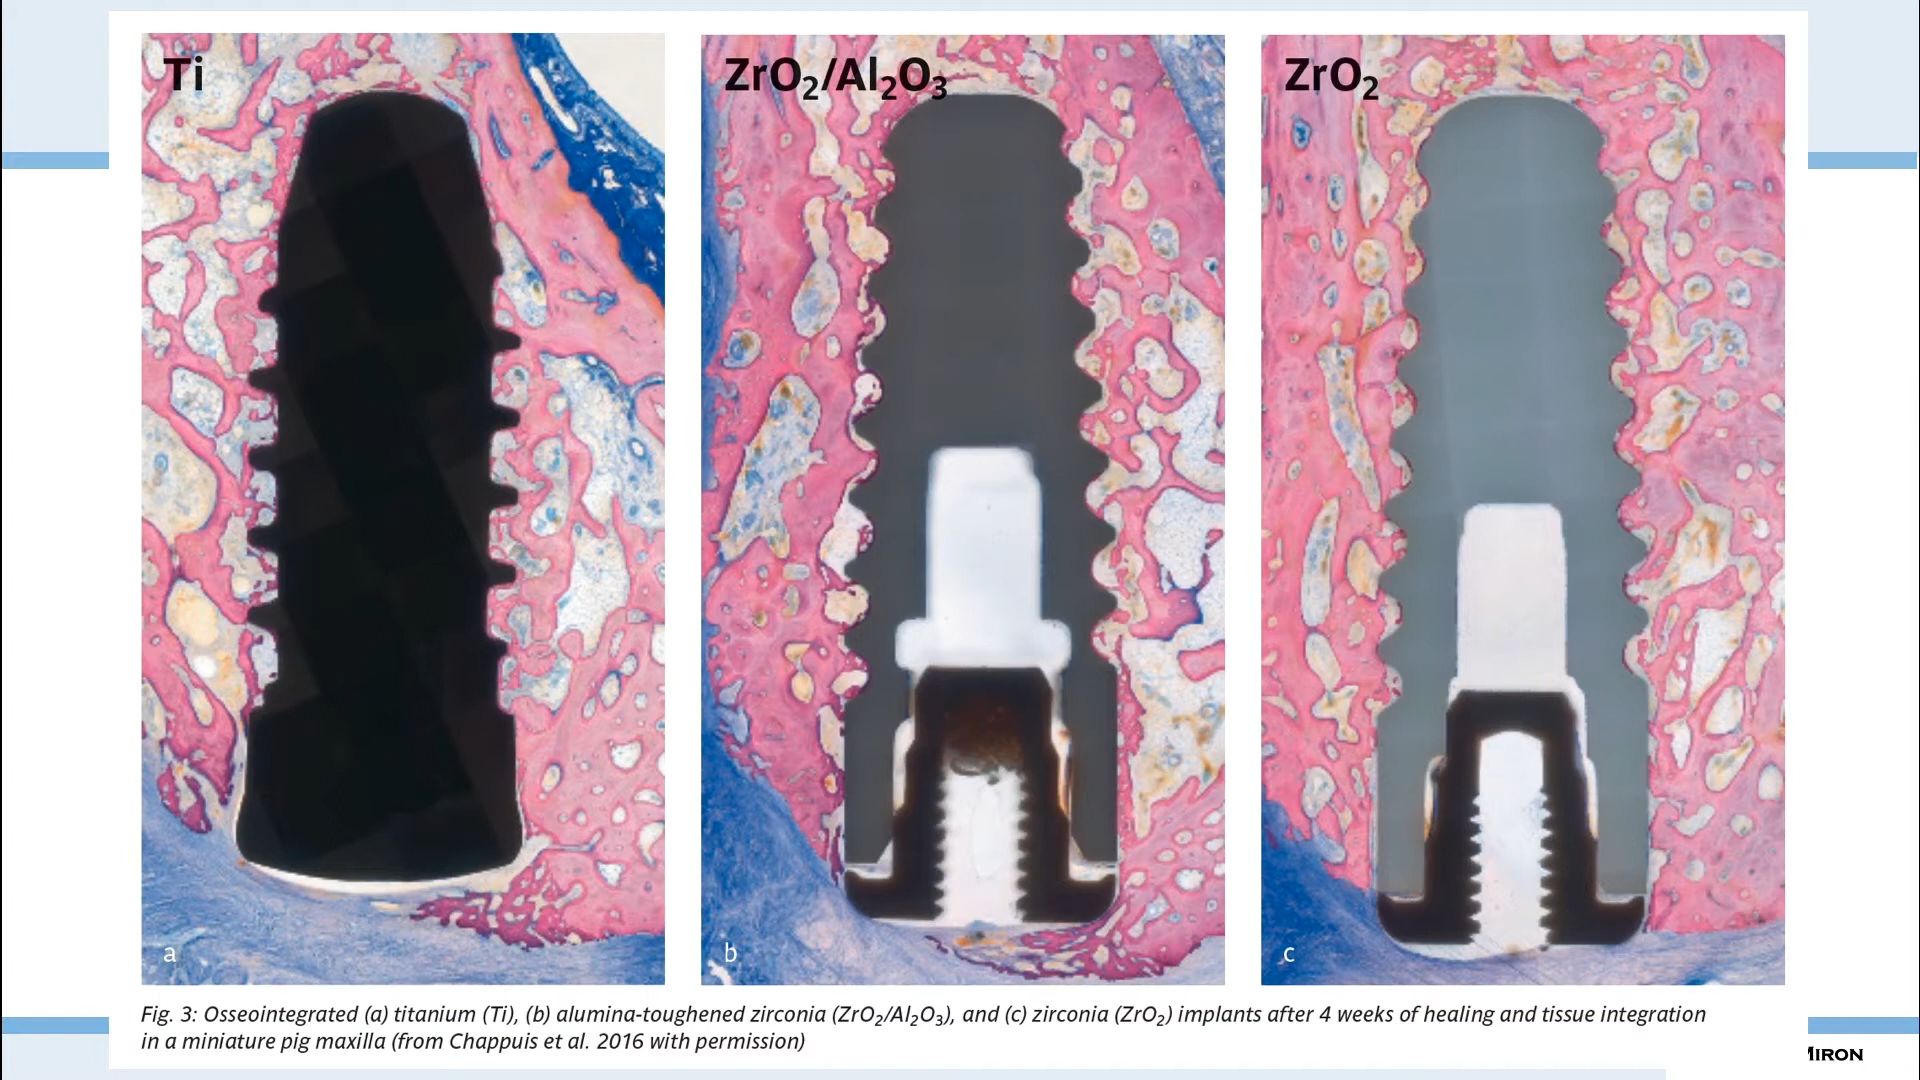 Ti
ZrO₂/Al₂O₃
ZrO₂
a
b
c
Fig. 3: Osseointegrated (a) titanium (Ti), (b) alumina-toughened zirconia (ZrO₂/Al₂O₃), and (c) zirconia (ZrO₂) implants after 4 weeks of healing and tissue integration
in a miniature pig maxilla (from Chappuis et al. 2016 with permission)